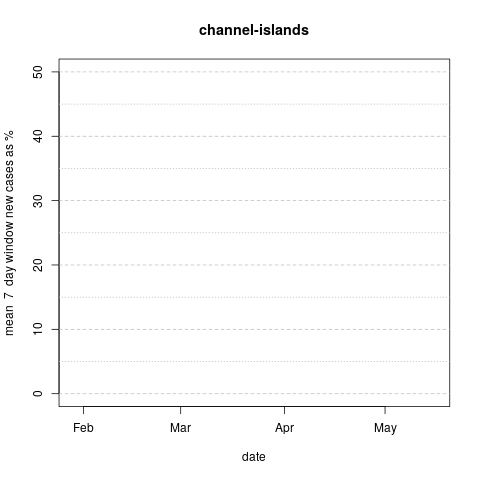 channel-islands
mean  7  day window new cases as %
50
40
30
20
10
0
Feb
Mar
Apr
May
date